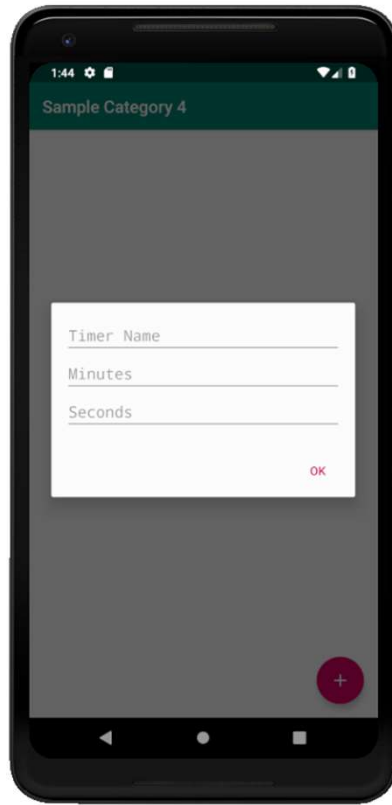 1:44
Sample Category 4
Timer Name
Minutes
Seconds
OK
+